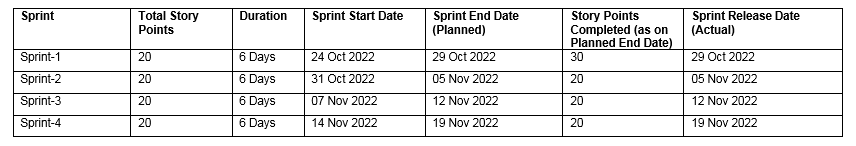 Sprint Total Story Points Duration Sprint Start Date Sprint End Date (Planned) Story Points Completed (as on Planned End Date) Sprint Release Date (Actual)
Sprint-1 20 6 Days 24 Oct 2022 29 Oct 2022 30 29 Oct 2022
Sprint-2 20 6 Days 31 Oct 2022 05 Nov 2022 20 05 Nov 2022
Sprint-3 20 6 Days 07 Nov 2022 12 Nov 2022 20 12 Nov 2022
Sprint-4 20 6 Days 14 Nov 2022 19 Nov 2022 20 19 Nov 2022